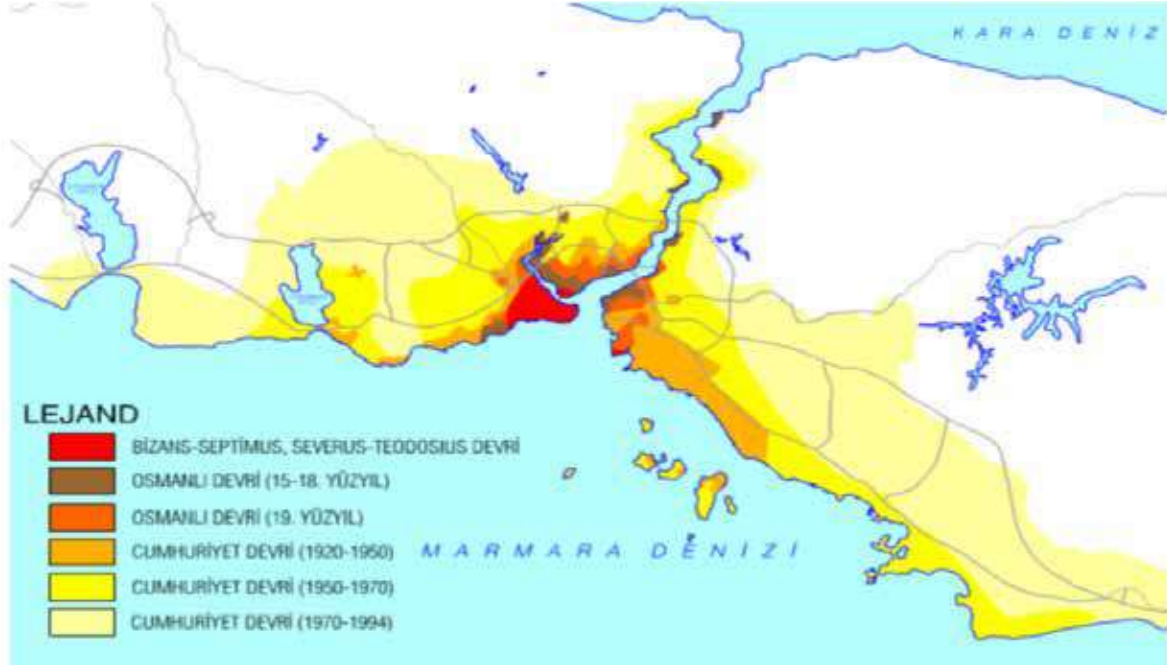 KARA DENİZ
LEJAND
BİZANS-SEPTİMUS, SEVERUS-TEODOSIUS DEVRİ
OSMANLI DEVRİ (15-18. YÜZYIL)
OSMANLI DEVRİ (19. YÜZYIL)
CUMHURİYET DEVRİ (1920-1950)
MARMARA DENİZİ
CUMHURİYET DEVRİ (1950-1970)
CUMHURİYET DEVRİ (1970-1994)